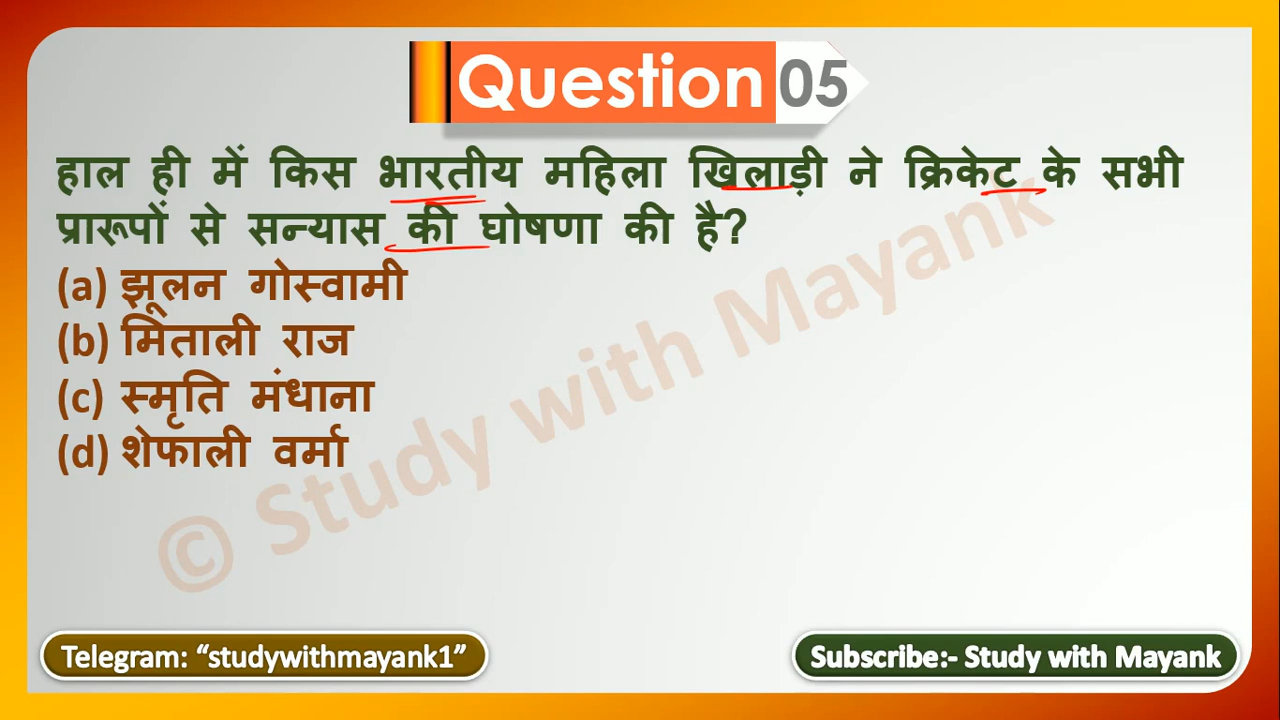 Question 05
हाल ही में किस भारतीय महिला खिलाड़ी ने क्रिकेट के सभी
प्रारूपों से सन्यास की घोषणा की है?
(a) झूलन गोस्वामी
(b) मिताली राज
(c) स्मृति मंधाना
(d) शेफाली वर्मा
© Study with Mayank
Telegram: “studywithmayank1”
Subscribe:- Study with Mayank